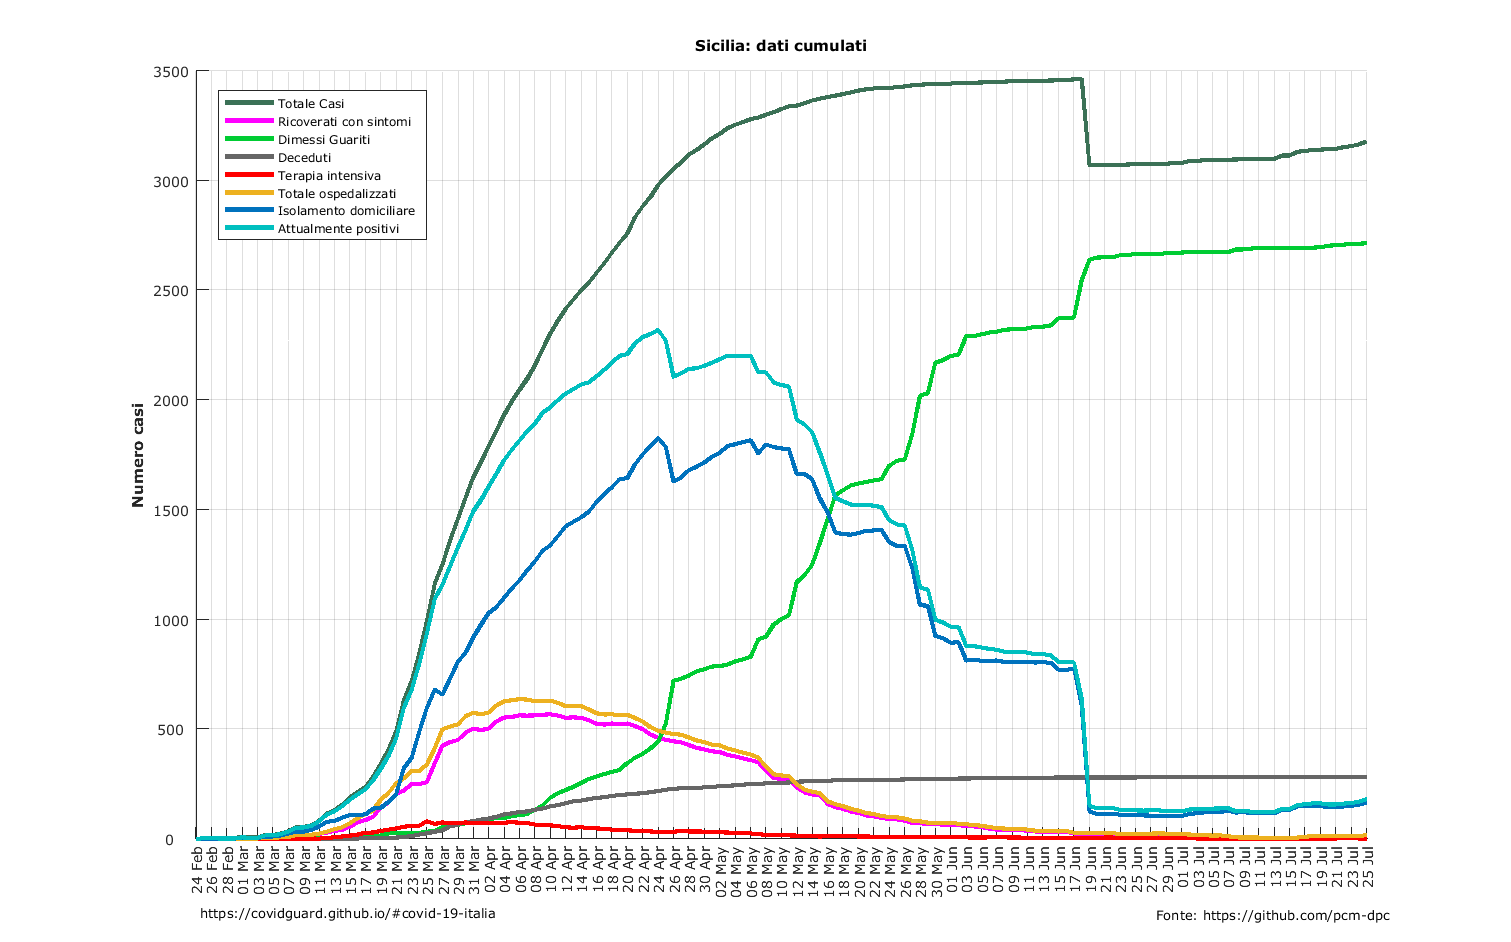 Sicilia: dati cumulati
Numero casi
3500
3000
2500
2000
1500
1000
500
0
Totale Casi
Ricoverati con sintomi
Dimessi Guariti
Deceduti
Terapia intensiva
Totale ospedalizzati
Isolamento domiciliare
Attualmente positivi
24 Feb
26 Feb
28 Feb
01 Mar
03 Mar
05 Mar
07 Mar
09 Mar
11 Mar
13 Mar
15 Mar
17 Mar
19 Mar
21 Mar
23 Mar
25 Mar
27 Mar
29 Mar
31 Mar
02 Apr
04 Apr
06 Apr
08 Apr
10 Apr
12 Apr
14 Apr
16 Apr
18 Apr
20 Apr
22 Apr
24 Apr
26 Apr
28 Apr
30 Apr
02 May
04 May
06 May
08 May
10 May
12 May
14 May
16 May
18 May
20 May
22 May
24 May
26 May
28 May
30 May
01 Jun
03 Jun
05 Jun
07 Jun
09 Jun
11 Jun
13 Jun
15 Jun
17 Jun
19 Jun
21 Jun
23 Jun
25 Jun
27 Jun
29 Jun
01 Jul
03 Jul
05 Jul
07 Jul
09 Jul
11 Jul
13 Jul
15 Jul
17 Jul
19 Jul
21 Jul
23 Jul
25 Jul
https://covidguard.github.io/#covid-19-italia
Fonte: https://github.com/pcm-dpc